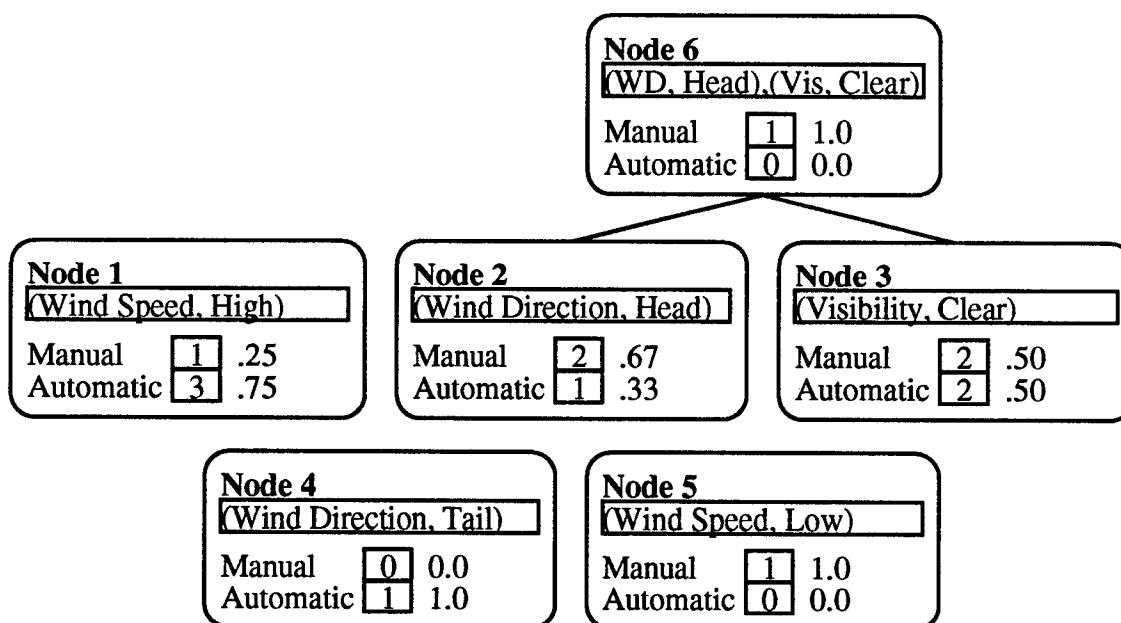 Node 6
(WD, Head),(Vis, Clear)
Manual 1 1.0
Automatic 0 0.0
Node 1
(Wind Speed, High)
Manual 1 .25
Automatic 3 .75
Node 2
(Wind Direction, Head)
Manual 2 .67
Automatic 1 .33
Node 3
(Visibility, Clear)
Manual 2 .50
Automatic 2 .50
Node 4
(Wind Direction, Tail)
Manual 0 0.0
Automatic 1 1.0
Node 5
(Wind Speed, Low)
Manual 1 1.0
Automatic 0 0.0